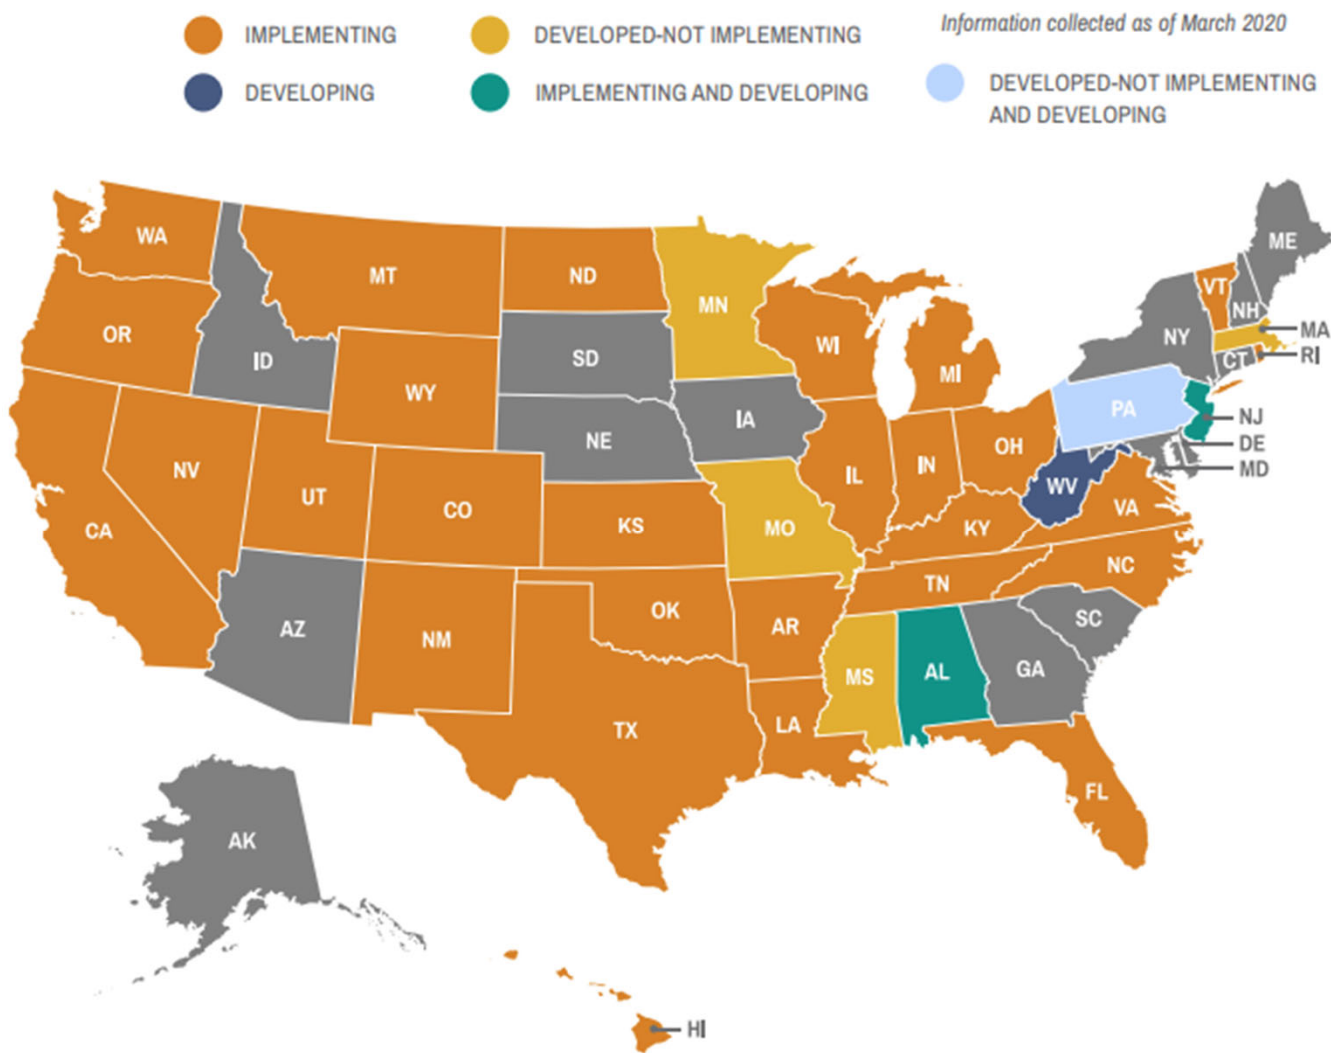 IMPLEMENTING
DEVELOPED-NOT IMPLEMENTING
Information collected as of March 2020
DEVELOPING
IMPLEMENTING AND DEVELOPING
DEVELOPED-NOT IMPLEMENTING
AND DEVELOPING
WA
MT
ND
MN
OR
ID
SD
WI
MI
VT
NH
ME
NY
MA
CT
RI
WY
NE
IA
PA
NJ
DE
MD
NV
UT
CO
KS
MO
IL
IN
OH
WV
VA
CA
KY
AZ
NM
OK
AR
TN
NC
SC
TX
LA
MS
AL
GA
FL
AK
HI